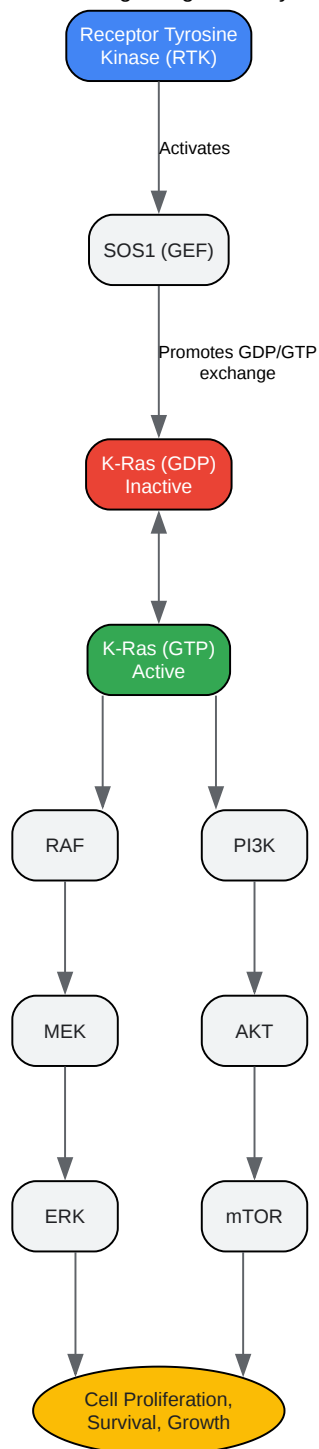 Receptor Tyrosine
Kinase (RTK)
Activates
SOS1 (GEF)
Promotes GDP/GTP
exchange
K-Ras (GDP)
Inactive
K-Ras (GTP)
Active
RAF
PI3K
MEK
AKT
ERK
mTOR
Cell Proliferation,
Survival, Growth